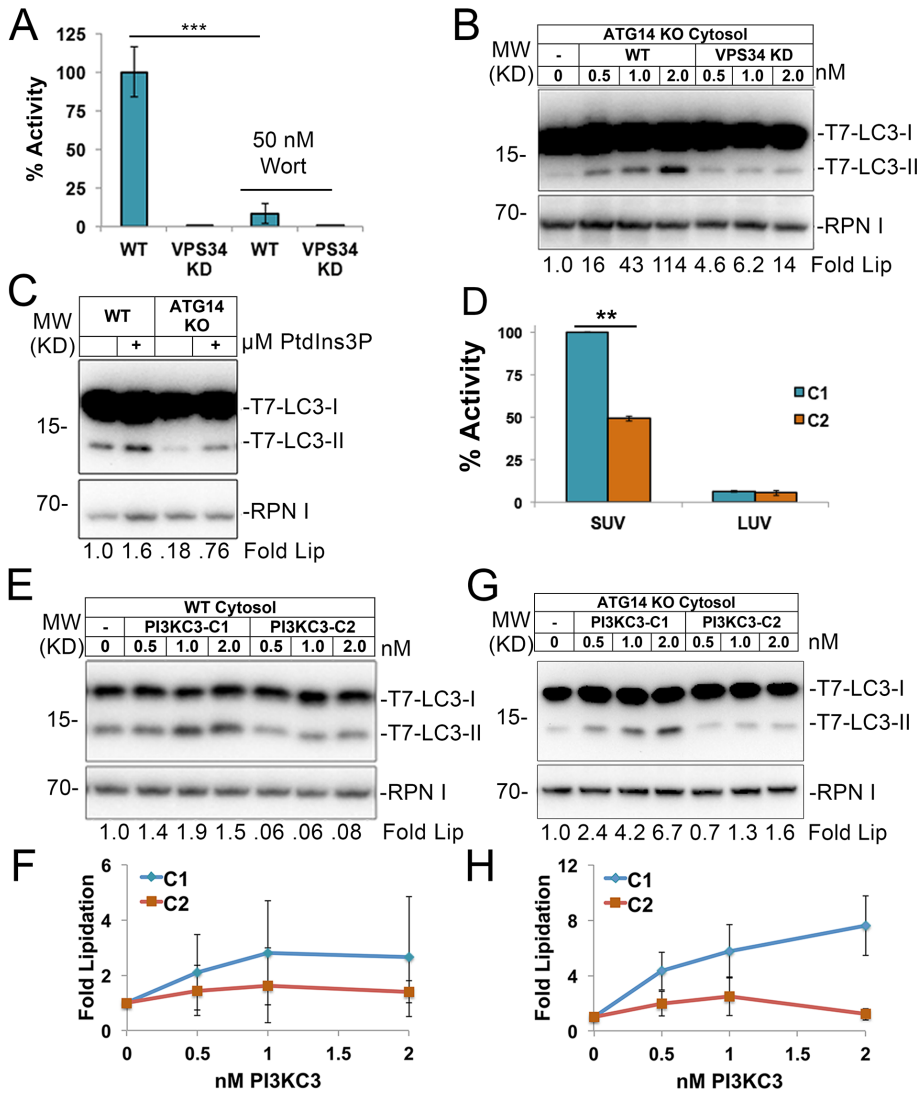 A
125
100
75
50
25
0
% Activity
***
50 nM
Wort
WT
VPS34
KD
WT
VPS34
KD
B
ATG14 KO Cytosol
MW
(KD)
- WT VPS34 KD
0 0.5 1.0 2.0 0.5 1.0 2.0 nM
-T7-LC3-I
15-
-T7-LC3-II
70-
-RPN I
1.0 16 43 114 4.6 6.2 14 Fold Lip
C
MW
(KD)
WT ATG14
KO
+ + μM PtdIns3P
-T7-LC3-I
15-
-T7-LC3-II
70-
-RPN I
1.0 1.6 .18 .76 Fold Lip
D
100
75
50
25
0
% Activity
**
C1
C2
SUV LUV
E
WT Cytosol
MW
(KD)
- PI3KC3-C1 PI3KC3-C2
0 0.5 1.0 2.0 0.5 1.0 2.0 nM
-T7-LC3-I
15-
-T7-LC3-II
70-
-RPN I
1.0 1.4 1.9 1.5 .06 .06 .08 Fold Lip
G
ATG14 KO Cytosol
MW
(KD)
- PI3KC3-C1 PI3KC3-C2
0 0.5 1.0 2.0 0.5 1.0 2.0 nM
-T7-LC3-I
15-
-T7-LC3-II
70-
-RPN I
1.0 2.4 4.2 6.7 0.7 1.3 1.6 Fold Lip
F
6
4
2
0
Fold Lipidation
C1
C2
0 0.5 1 1.5 2
nM PI3KC3
H
12
8
4
0
Fold Lipidation
C1
C2
0 0.5 1 1.5 2
nM PI3KC3